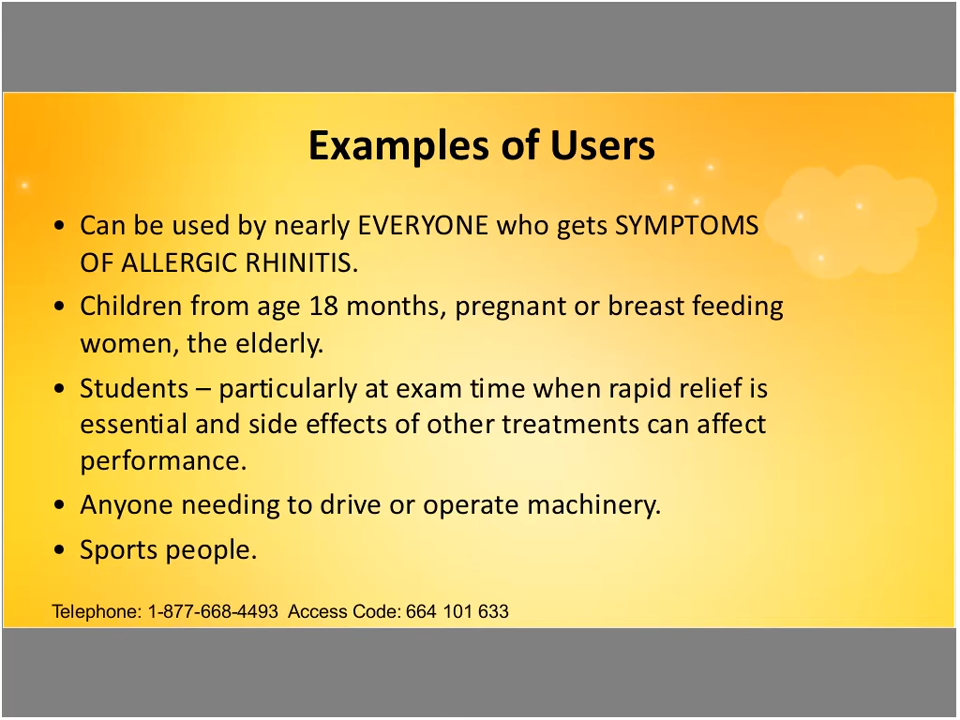 Examples of Users
• Can be used by nearly EVERYONE who gets SYMPTOMS
OF ALLERGIC RHINITIS.
• Children from age 18 months, pregnant or breast feeding
women, the elderly.
• Students – particularly at exam time when rapid relief is
essential and side effects of other treatments can affect
performance.
• Anyone needing to drive or operate machinery.
• Sports people.
Telephone: 1-877-668-4493 Access Code: 664 101 633